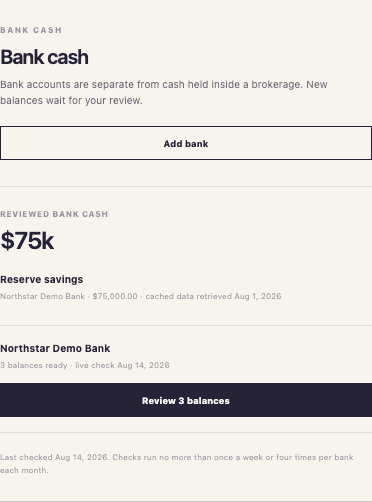 BANK CASH
Bank cash
Bank accounts are separate from cash held inside a brokerage. New
balances wait for your review.
Add bank
REVIEWED BANK CASH
$75k
Reserve savings
Northstar Demo Bank · $75,000.00 · cached data retrieved Aug 1, 2026
Northstar Demo Bank
3 balances ready · live check Aug 14, 2026
Review 3 balances
Last checked Aug 14, 2026. Checks run no more than once a week or four times per bank
each month.